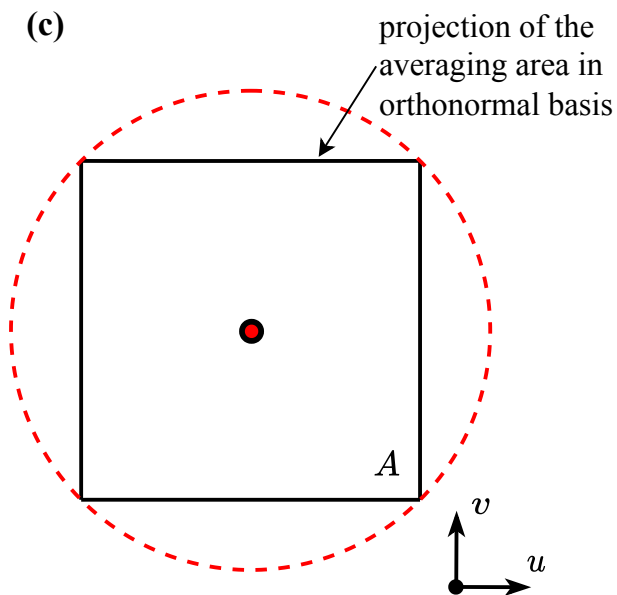 (c)
projection of the
averaging area in
orthonormal basis
A
v
u